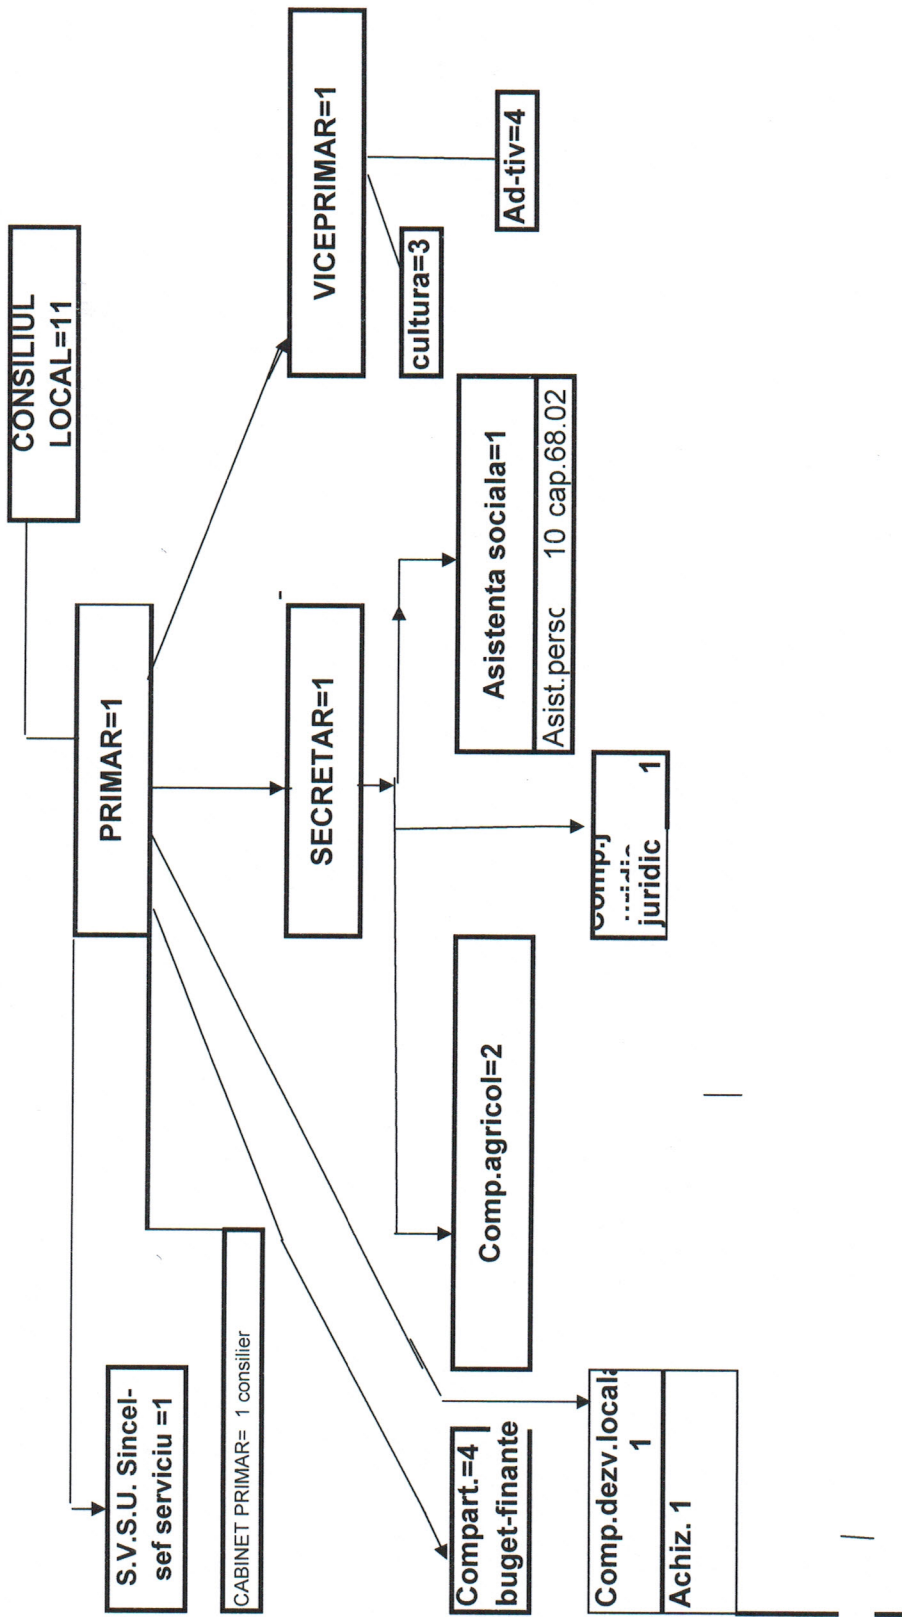 CONSILIUL
LOCAL=11
PRIMAR=1
S.V.S.U. Sincel-
sef serviciu =1
CABINET PRIMAR= 1 consilier
SECRETAR=1
VICEPRIMAR=1
cultura=3
Ad-tiv=4
Compart.=4
buget-finante
Comp.agricol=2
Asistenta sociala=1
Asist.persc 10 cap.68.02
Comp.dezv.locala
1
Achiz. 1
juridic 1